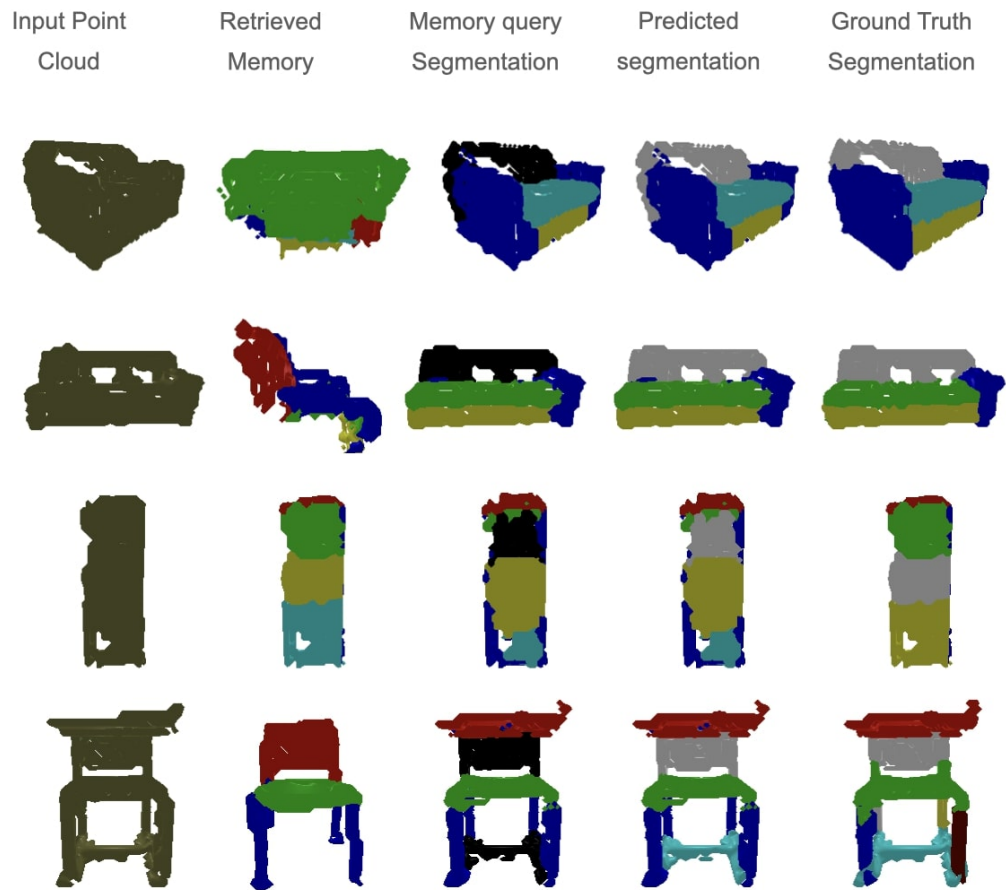 Input Point
Cloud
Retrieved
Memory
Memory query
Segmentation
Predicted
segmentation
Ground Truth
Segmentation